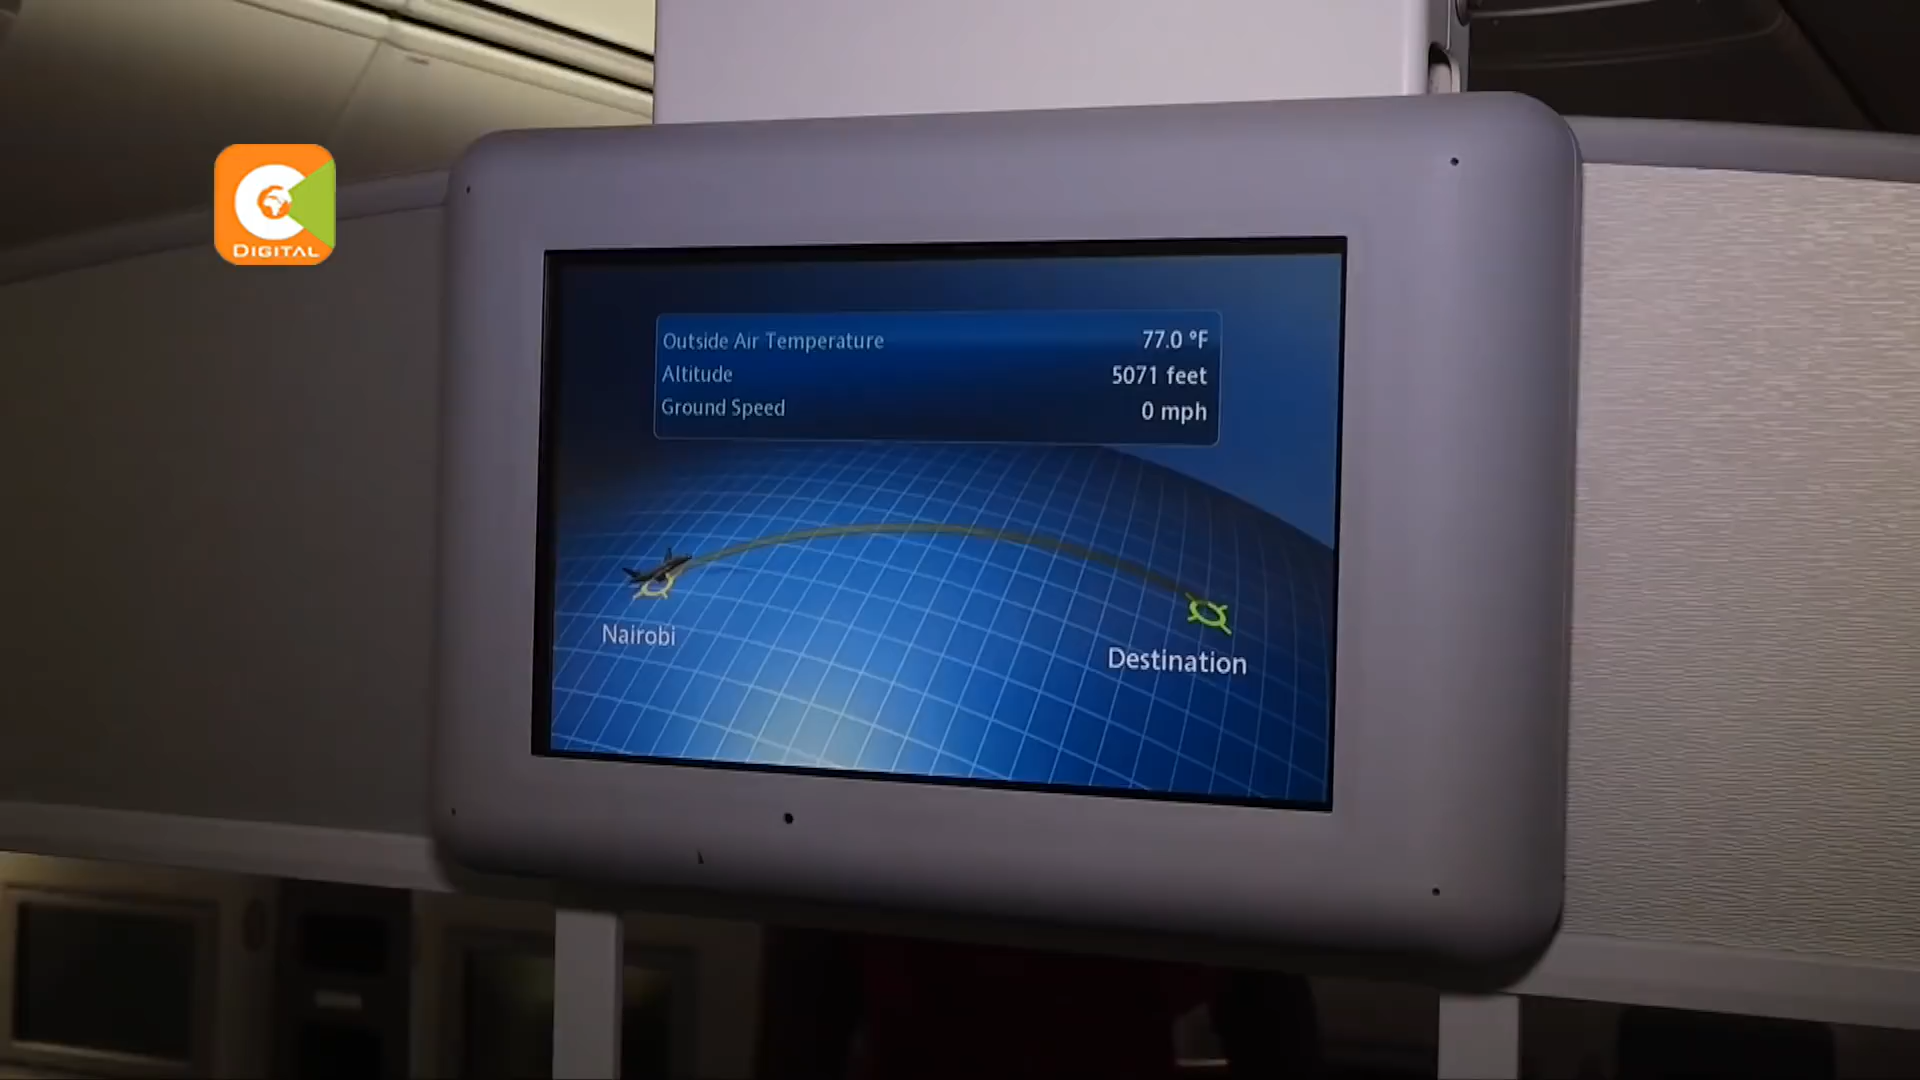 DIGITAL
Outside Air Temperature 77.0 °F
Altitude 5071 feet
Ground Speed 0 mph
Nairobi
Destination